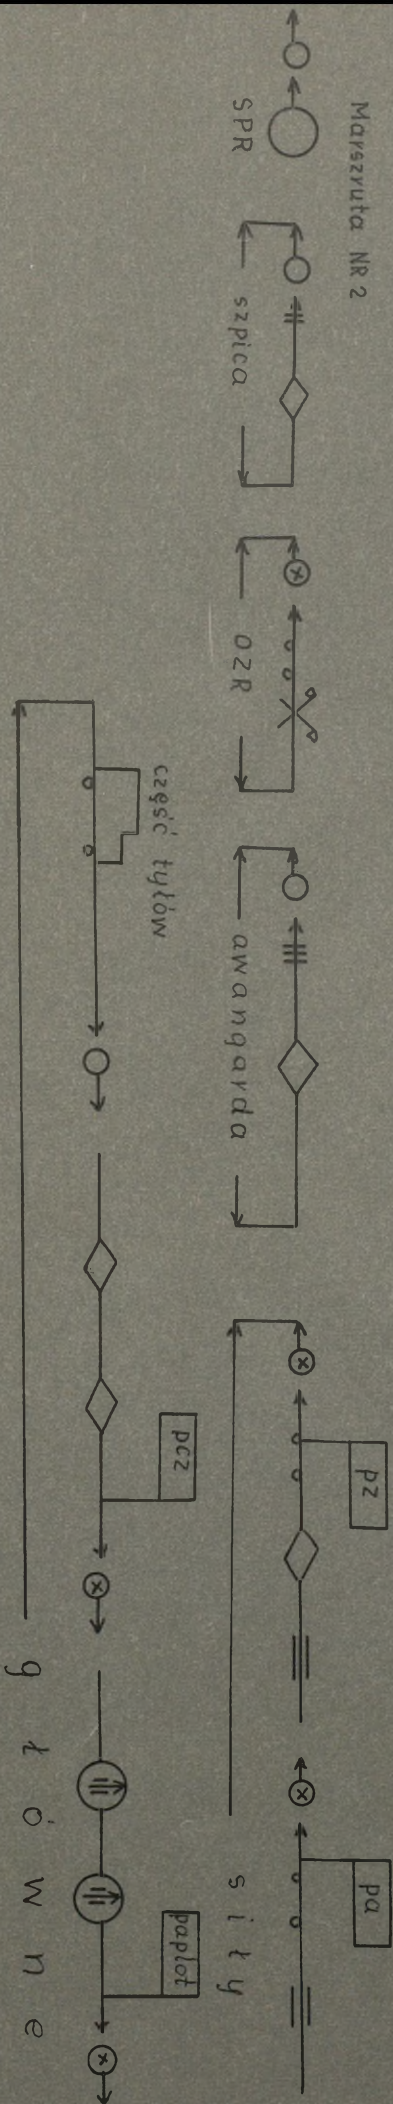 Marszruta NR 2
SPR
szpica
OZR
awangarda
pz
pa
siły
część tyłów
pcz
paplot
główne